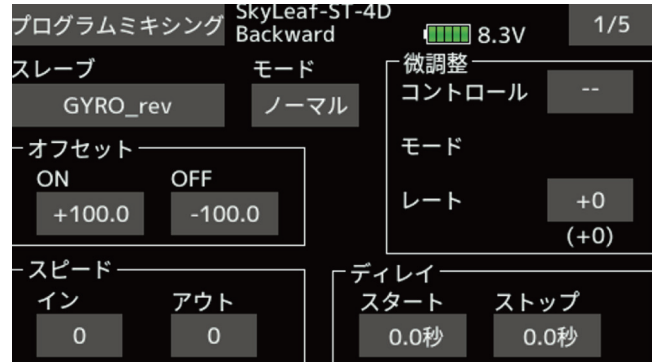 プログラムミキシング
SkyLeaf-ST-4D
Backward
8.3V
1/5
スレーブ
モード
GYRO_rev
ノーマル
微調整
コントロール
--
モード
レート
+0
(+0)
オフセット
ON
OFF
+100.0
-100.0
スピード
イン
アウト
0
0
ディレイ
スタート
ストップ
0.0秒
0.0秒